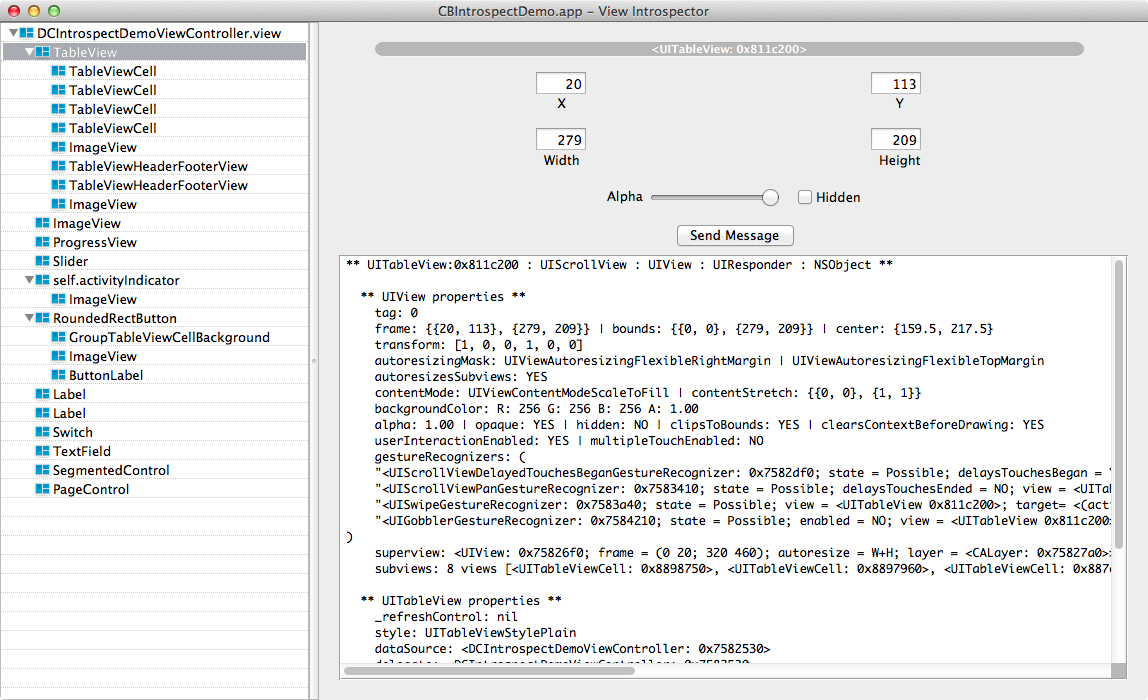 CBIntrospectDemo.app – View Introspector
DCIntrospectDemoViewController.view
TableView
TableViewCell
TableViewCell
TableViewCell
TableViewCell
ImageView
TableViewHeaderFooterView
TableViewHeaderFooterView
ImageView
ImageView
ProgressView
Slider
self.activityIndicator
ImageView
RoundedRectButton
GroupTableViewCellBackground
ImageView
ButtonLabel
Label
Label
Switch
TextField
SegmentedControl
PageControl
<UITableView: 0x811c200>
20 113
X Y
279 209
Width Height
Alpha Hidden
Send Message
** UITableView:0x811c200 : UIScrollView : UIView : UIResponder : NSObject **
** UIView properties **
tag: 0
frame: {{20, 113}, {279, 209}} | bounds: {{0, 0}, {279, 209}} | center: {159.5, 217.5}
transform: [1, 0, 0, 1, 0, 0]
autoresizingMask: UIViewAutoresizingFlexibleRightMargin | UIViewAutoresizingFlexibleTopMargin
autoresizesSubviews: YES
contentMode: UIViewContentModeScaleToFill | contentStretch: {{0, 0}, {1, 1}}
backgroundColor: R: 256 G: 256 B: 256 A: 1.00
alpha: 1.00 | opaque: YES | hidden: NO | clipsToBounds: YES | clearsContextBeforeDrawing: YES
userInteractionEnabled: YES | multipleTouchEnabled: NO
gestureRecognizers: (
"<UIScrollViewDelayedTouchesBeganGestureRecognizer: 0x7582df0; state = Possible; delaysTouchesBegan =
"<UIScrollViewPanGestureRecognizer: 0x7583410; state = Possible; delaysTouchesEnded = NO; view = <UITa
"<UISwipeGestureRecognizer: 0x7583a40; state = Possible; view = <UITableView 0x811c200>; target= <(act
"<UIGobblerGestureRecognizer: 0x7584210; state = Possible; enabled = NO; view = <UITableView 0x811c200
)
superview: <UIView: 0x75826f0; frame = (0 20; 320 460); autoresize = W+H; layer = <CALayer: 0x75827a0>
subviews: 8 views [<UITableViewCell: 0x8898750>, <UITableViewCell: 0x8897960>, <UITableViewCell: 0x887
** UITableView properties **
_refreshControl: nil
style: UITableViewStylePlain
dataSource: <DCIntrospectDemoViewController: 0x7582530>
delegate: <DCIntrospectDemoViewController: 0x7582530